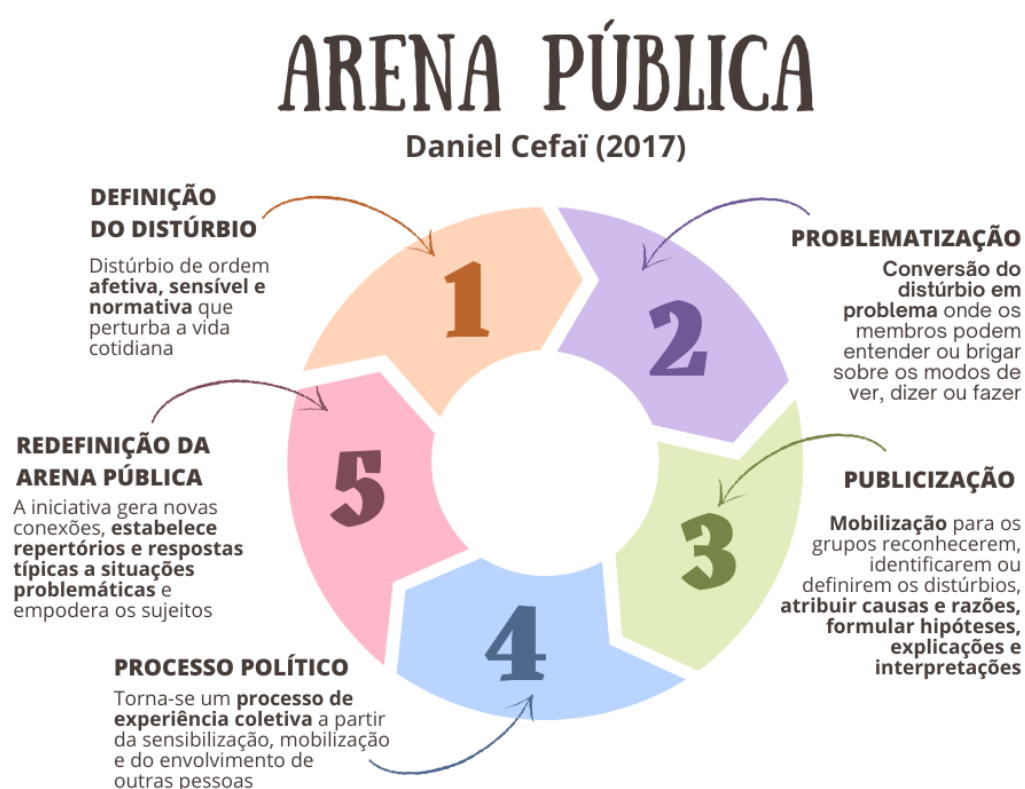 ARENA PÚBLICA
Daniel Cefaï (2017)
DEFINIÇÃO
DO DISTÚRBIO
Distúrbio de ordem
afetiva, sensível e
normativa que
perturba a vida
cotidiana
1
2
PROBLEMATIZAÇÃO
Conversão do
distúrbio em
problema onde os
membros podem
entender ou brigar
sobre os modos de
ver, dizer ou fazer
3
PUBLICIZAÇÃO
Mobilização para os
grupos reconhecerem,
identificarem ou
definirem os distúrbios,
atribuir causas e razões,
formular hipóteses,
explicações e
interpretações
4
PROCESSO POLÍTICO
Torna-se um processo de
experiência coletiva a partir
da sensibilização, mobilização
e do envolvimento de
outras pessoas
5
REDEFINIÇÃO DA
ARENA PÚBLICA
A iniciativa gera novas
conexões, estabelece
repertórios e respostas
típicas a situações
problemáticas e
empodera os sujeitos